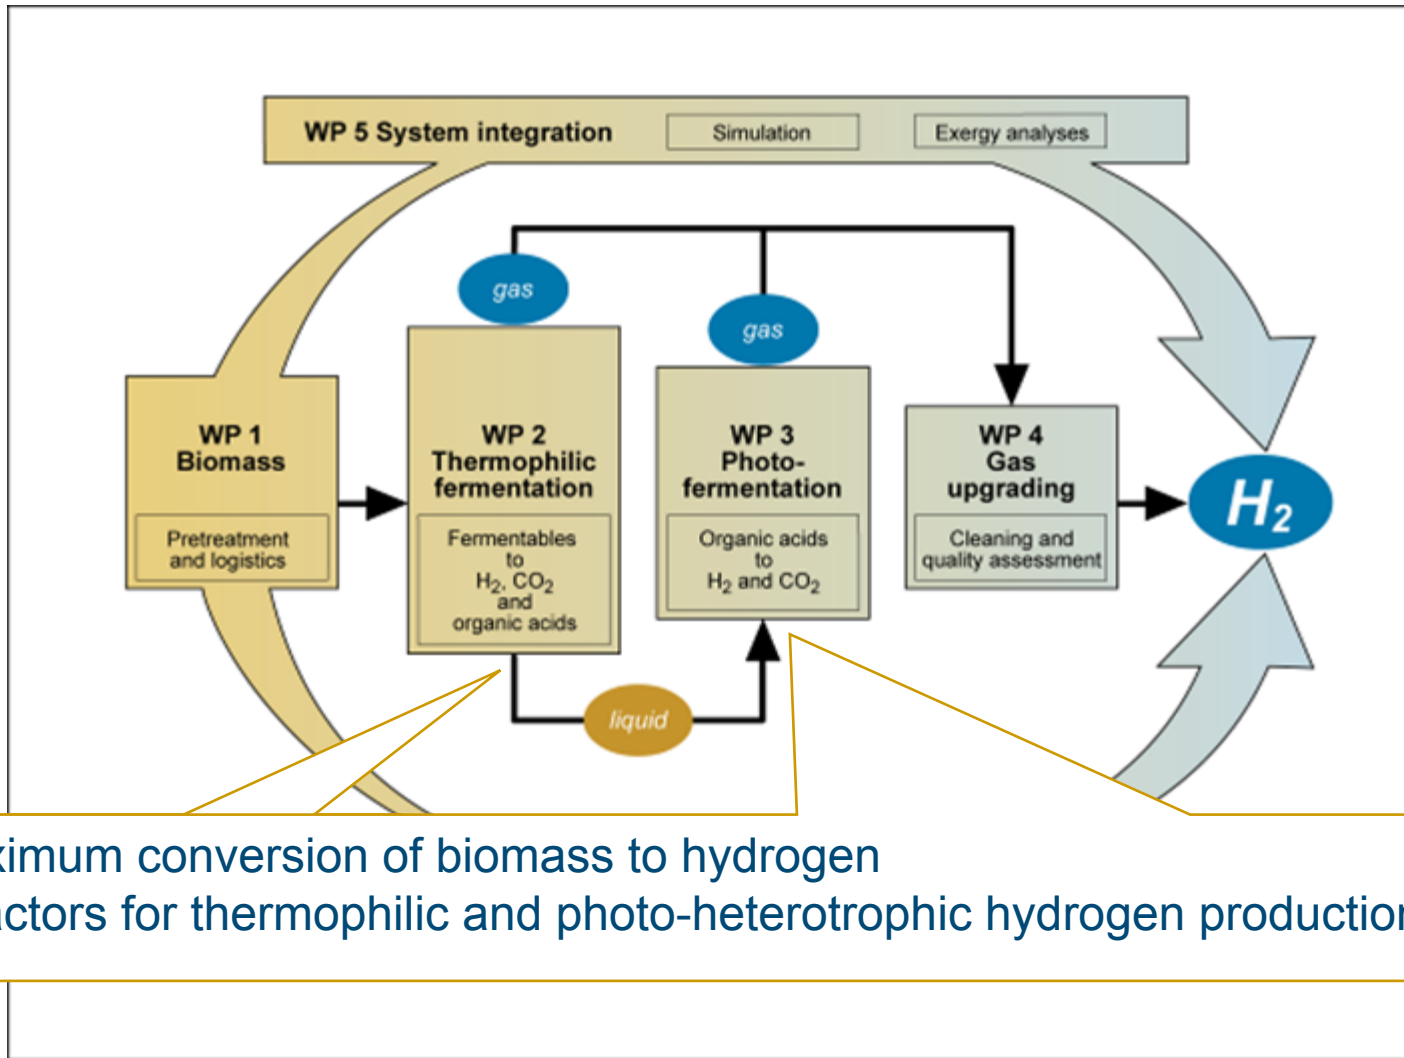 WP 5 System integration
Simulation
Exergy analyses
gas
gas
WP 1
Biomass
Pretreatment
and logistics
WP 2
Thermophilic
fermentation
Fermentables
to
H₂, CO₂
and
organic acids
WP 3
Photo-
fermentation
Organic acids
to
H₂ and CO₂
WP 4
Gas
upgrading
Cleaning and
quality assessment
H₂
liquid
ximum conversion of biomass to hydrogen
actors for thermophilic and photo-heterotrophic hydrogen production